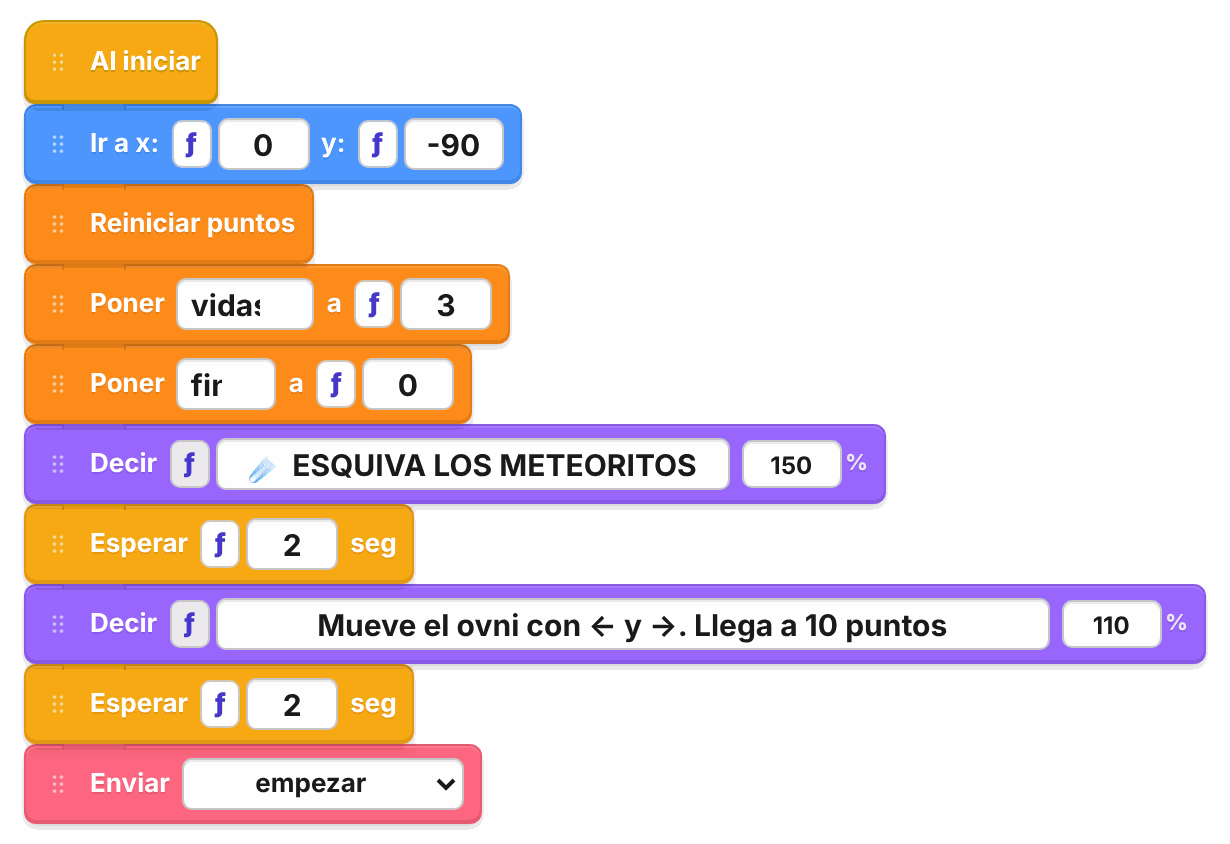 Al iniciar
Ir a x: ƒ 0 y: ƒ -90
Reiniciar puntos
Poner vidas a ƒ 3
Poner fir a ƒ 0
Decir ƒ ☄️ ESQUIVA LOS METEORITOS 150 %
Esperar ƒ 2 seg
Decir ƒ Mueve el ovni con ← y →. Llega a 10 puntos 110 %
Esperar ƒ 2 seg
Enviar empezar